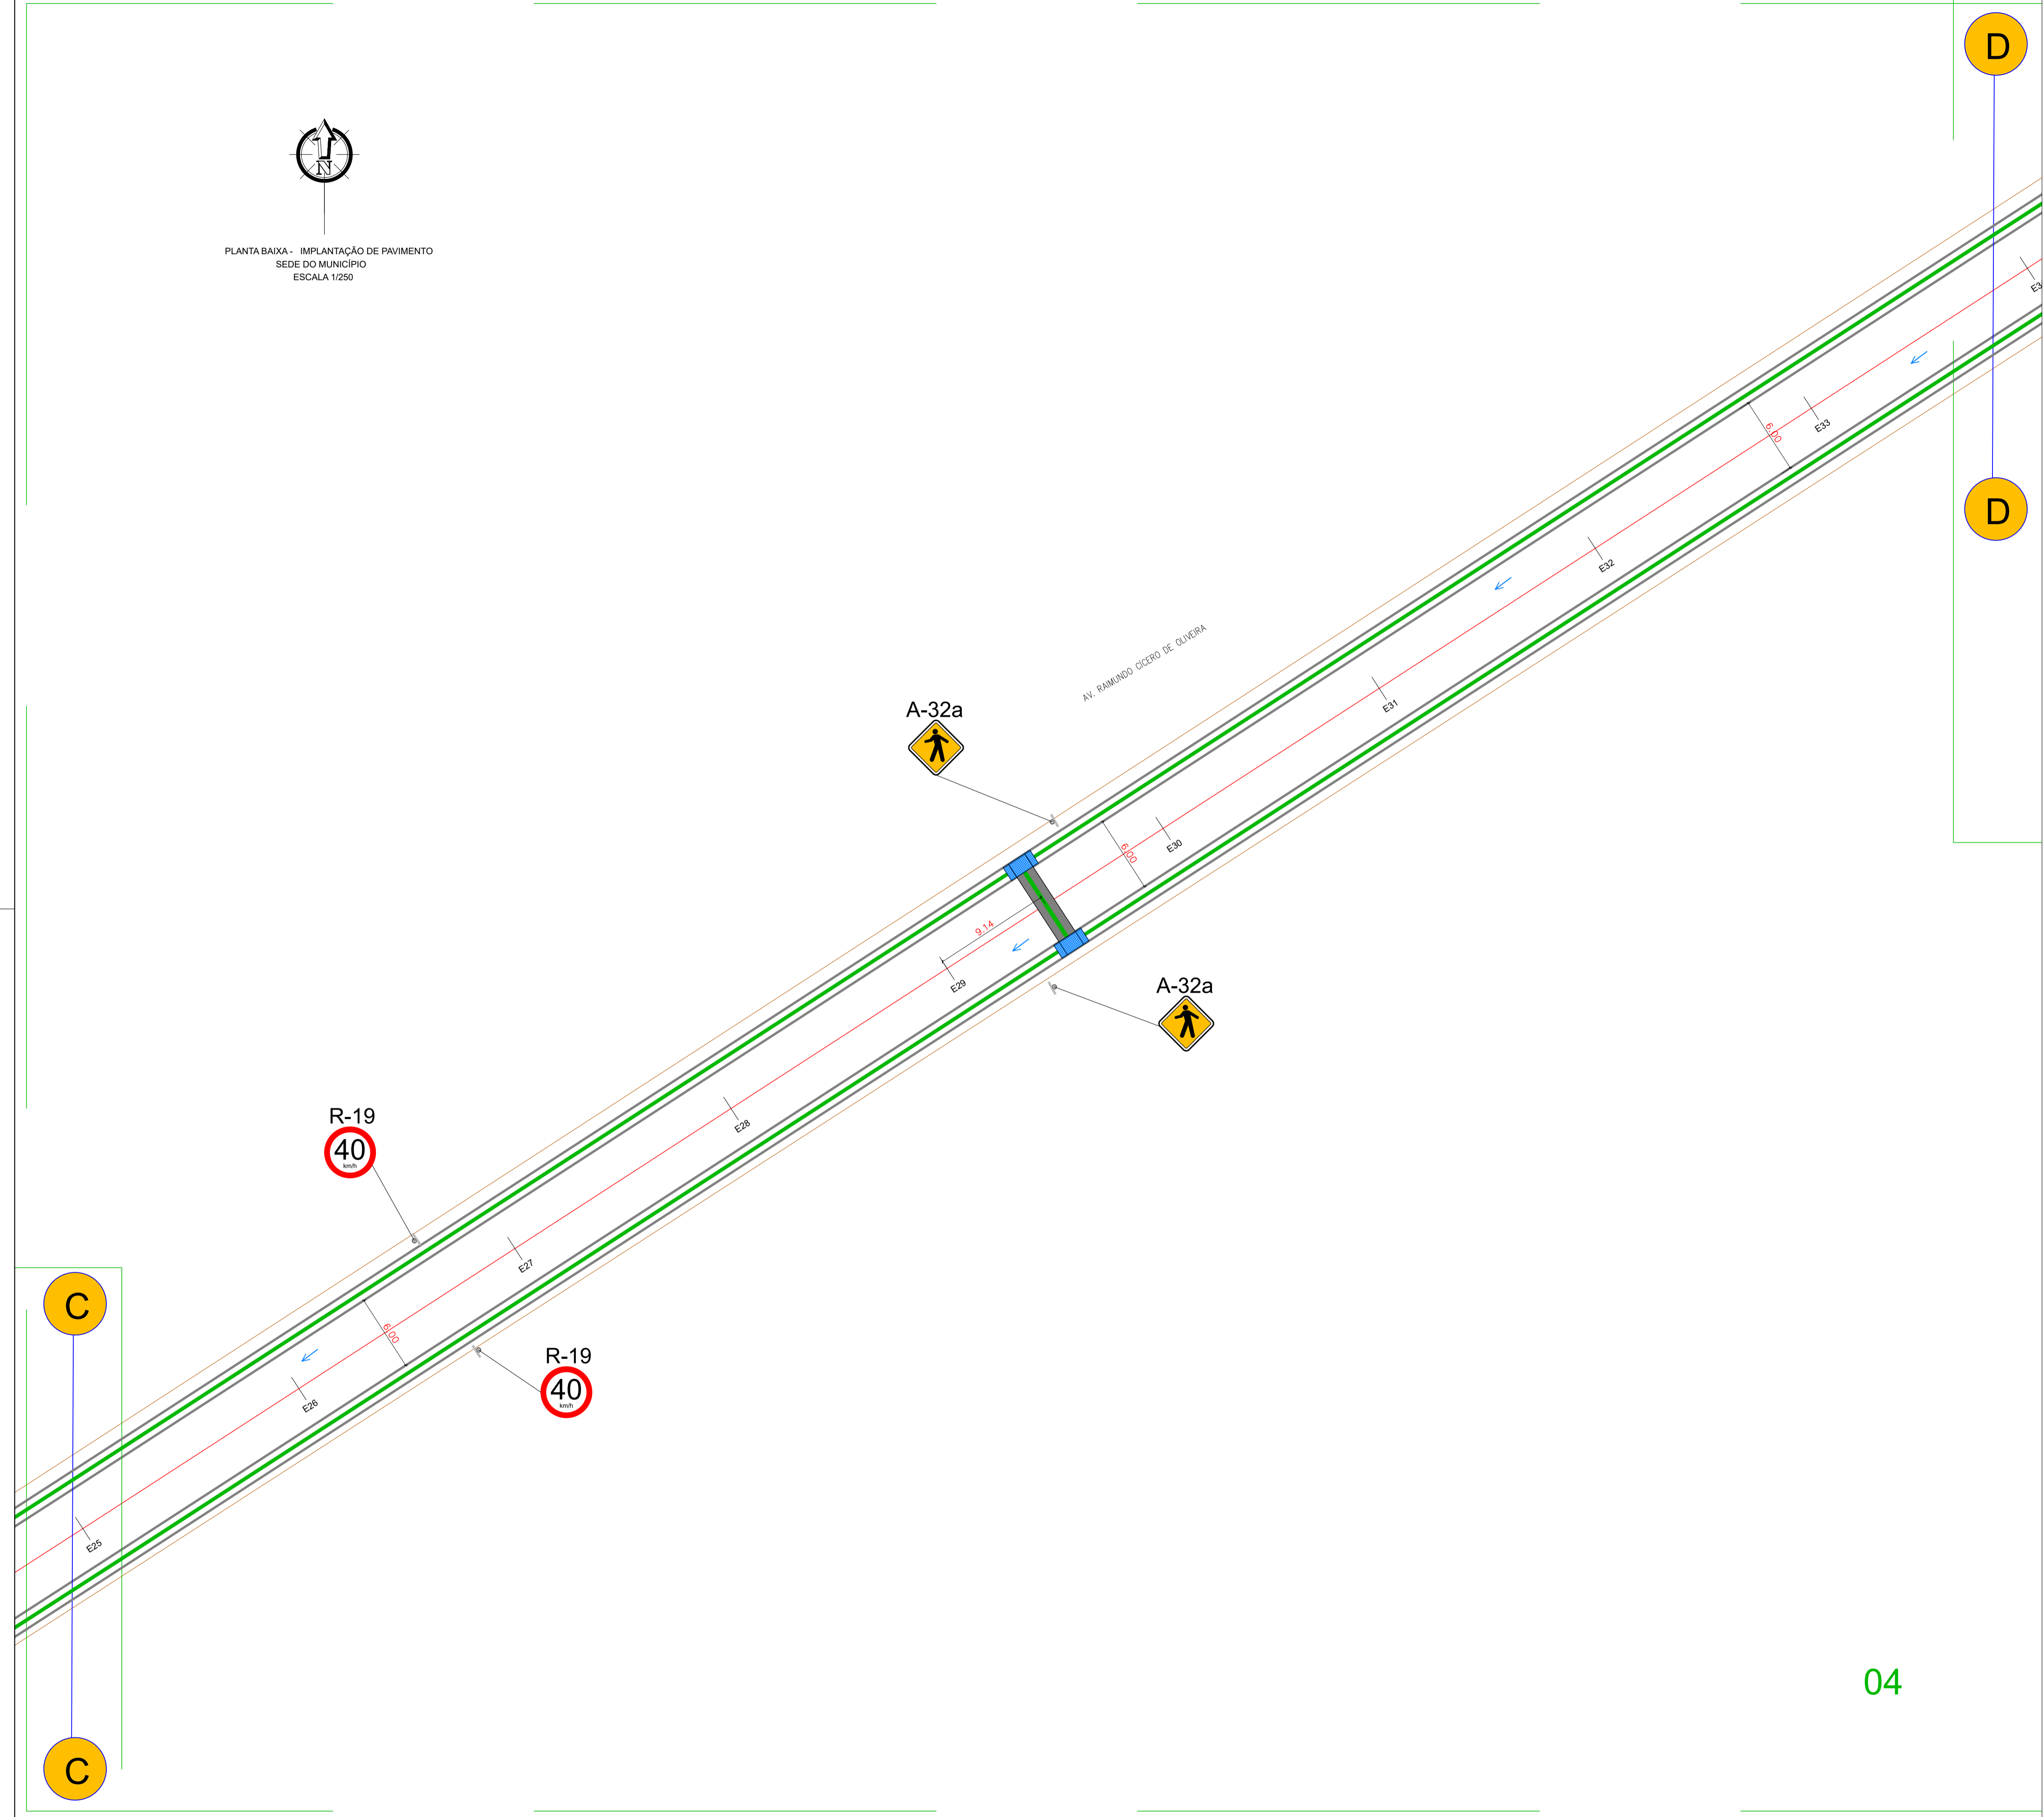 D
N
PLANTA BAIXA - IMPLANTAÇÃO DE PAVIMENTO
SEDE DO MUNICÍPIO
ESCALA 1/250
E3
6.00
E33
D
E32
AV. RAIMUNDO CÍCERO DE OLIVEIRA
E31
A-32a
6.00
E30
9.14
E29
A-32a
E28
R-19
40
km/h
E27
C
6.00
R-19
40
km/h
E26
E25
04
C